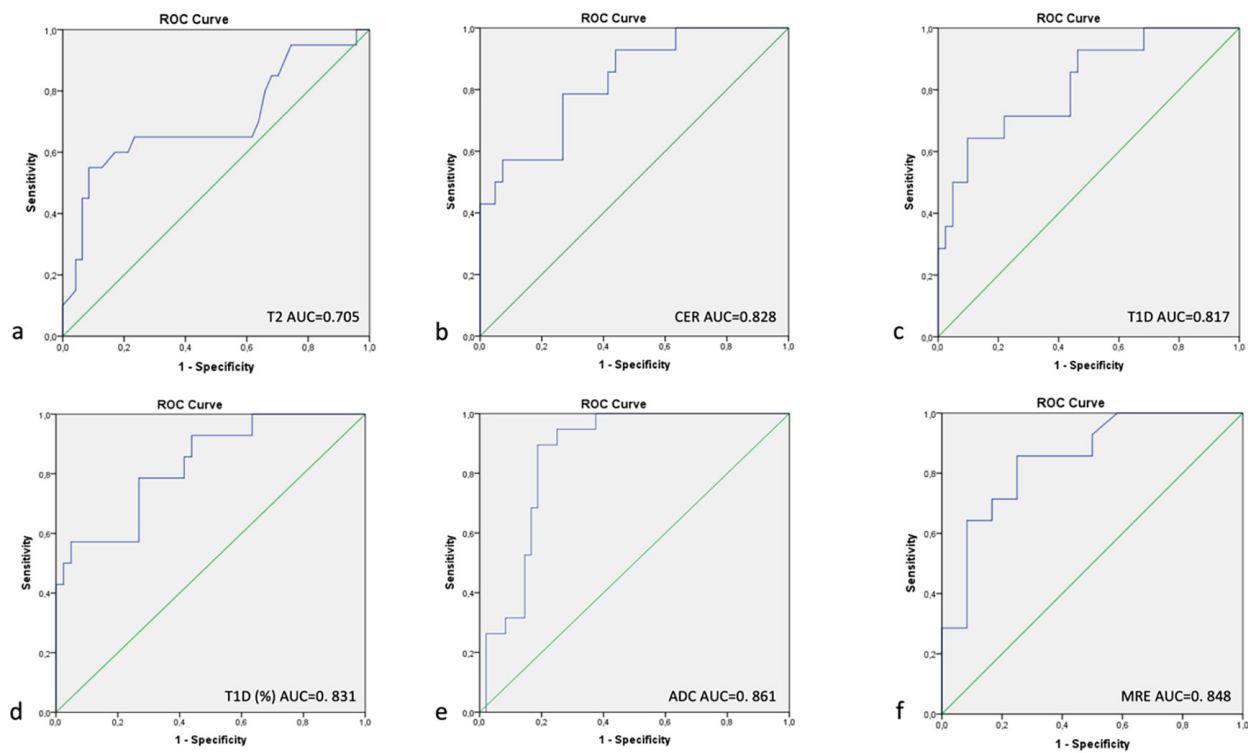 ROC Curve
1,0
0,8
0,6
0,4
0,2
0,0
Sensitivity
0,0 0,2 0,4 0,6 0,8 1,0
1 - Specificity
T2 AUC=0.705
a
ROC Curve
1,0
0,8
0,6
0,4
0,2
0,0
Sensitivity
0,0 0,2 0,4 0,6 0,8 1,0
1 - Specificity
CER AUC=0.828
b
ROC Curve
1,0
0,8
0,6
0,4
0,2
0,0
Sensitivity
0,0 0,2 0,4 0,6 0,8 1,0
1 - Specificity
T1D AUC=0.817
c
ROC Curve
1,0
0,8
0,6
0,4
0,2
0,0
Sensitivity
0,0 0,2 0,4 0,6 0,8 1,0
1 - Specificity
T1D (%) AUC=0. 831
d
ROC Curve
1,0
0,8
0,6
0,4
0,2
0,0
Sensitivity
0,0 0,2 0,4 0,6 0,8 1,0
1 - Specificity
ADC AUC=0. 861
e
ROC Curve
1,0
0,8
0,6
0,4
0,2
0,0
Sensitivity
0,0 0,2 0,4 0,6 0,8 1,0
1 - Specificity
MRE AUC=0. 848
f